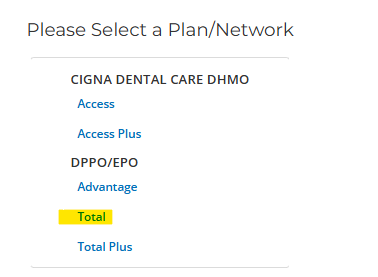 Please Select a Plan/Network
CIGNA DENTAL CARE DHMO
Access
Access Plus
DPPO/EPO
Advantage
Total
Total Plus